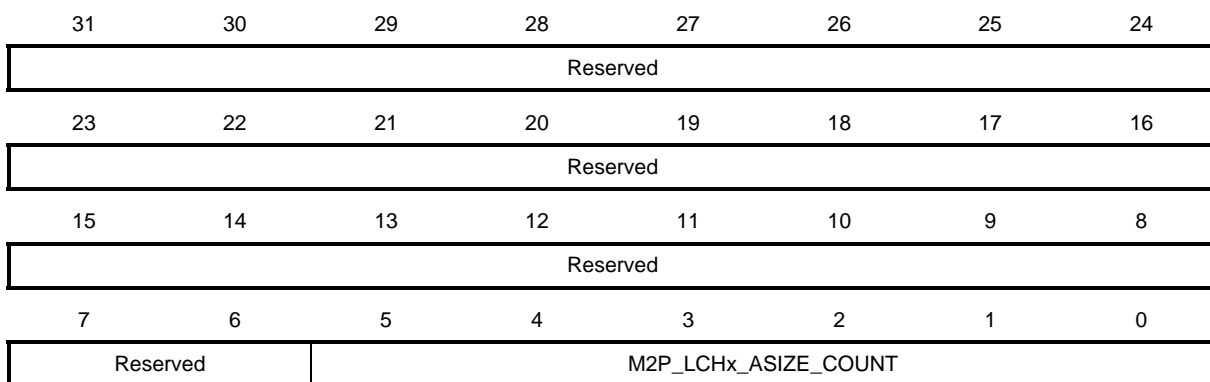 31 30 29 28 27 26 25 24
Reserved
23 22 21 20 19 18 17 16
Reserved
15 14 13 12 11 10 9 8
Reserved
7 6 5 4 3 2 1 0
Reserved M2P_LCHx_ASIZE_COUNT